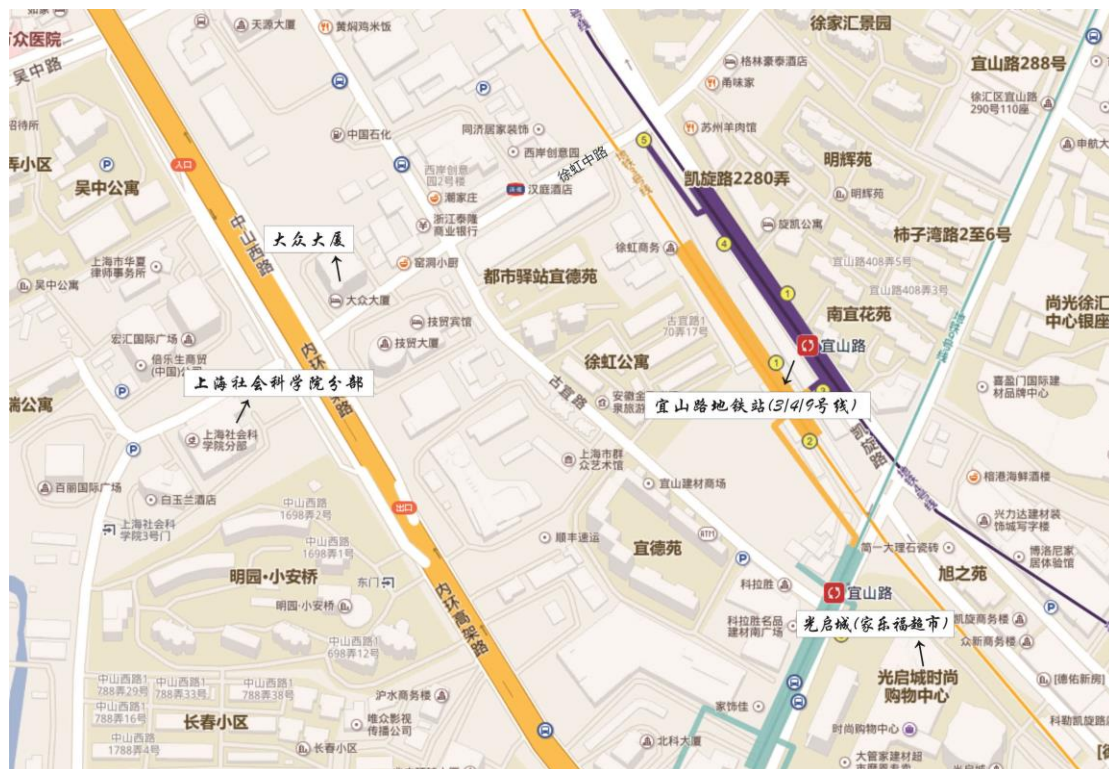 天源大厦
黄焖鸡米饭
众医院
吴中路
招待所
弄小区
吴中公寓
入口
中国石化
同济居家装饰
西岸创意园
西岸创意
园2号楼
徐虹中路
汉庭酒店
潮家庄
浙江泰隆
商业银行
窑洞小厨
徐家汇景园
格林豪泰酒店
甬味家
苏州羊肉馆
宜山路288号
徐汇区宜山路
290号110座
申航大
明辉苑
明辉苑
凯旋路2280弄
旋凯公寓
徐虹商务
柿子湾路2至6号
宜山路408弄5号
宜山路408弄3号
尚光徐汇
中心银座
中山西路
大众大厦
大众大厦
上海市华夏
律师事务所
吴中公寓
宏汇国际广场
倍乐生商贸
(中国)公司
技贸宾馆
技贸大厦
都市驿站宜德苑
古宜路1
70弄17号
徐虹公寓
南宜花苑
宜山路
宜山路地铁站(3/4/9号线)
上海社会科学院分部
上海社会科
学院分部
瑞公寓
古宜路
安徽金
泉旅游
喜盈门国际建
材品牌中心
凯旋路
上海市群
众艺术馆
宜山建材商场
榕港海鲜酒楼
兴力达建材装
饰城写字楼
博洛尼家
居体验馆
百丽国际广场
白玉兰酒店
上海社会科
学院3号门
中山西路
1698弄2号
中山西路
1698弄1号
出口
顺丰速运
宜德苑
ATM
简一大理石瓷砖
旭之苑
明园·小安桥
东门
明园·小安桥
中山西路1
698弄12号
内环高架路
科拉胜
科拉胜名品
建材南广场
宜山路
光启城(家乐福超市)
凯旋商务楼
众新商务楼
[德佑新房]
光启城时尚
购物中心
中山西路1
788弄29号
中山西路1
788弄33号
中山西路1
788弄38号
中山西路1
788弄16号
中山西路
1788弄4号
长春小区
长春小区
沪水商务楼
唯众影视
传播公司
家饰佳
北科大厦
时尚购物中心
大管家建材超
科勒凯旋路